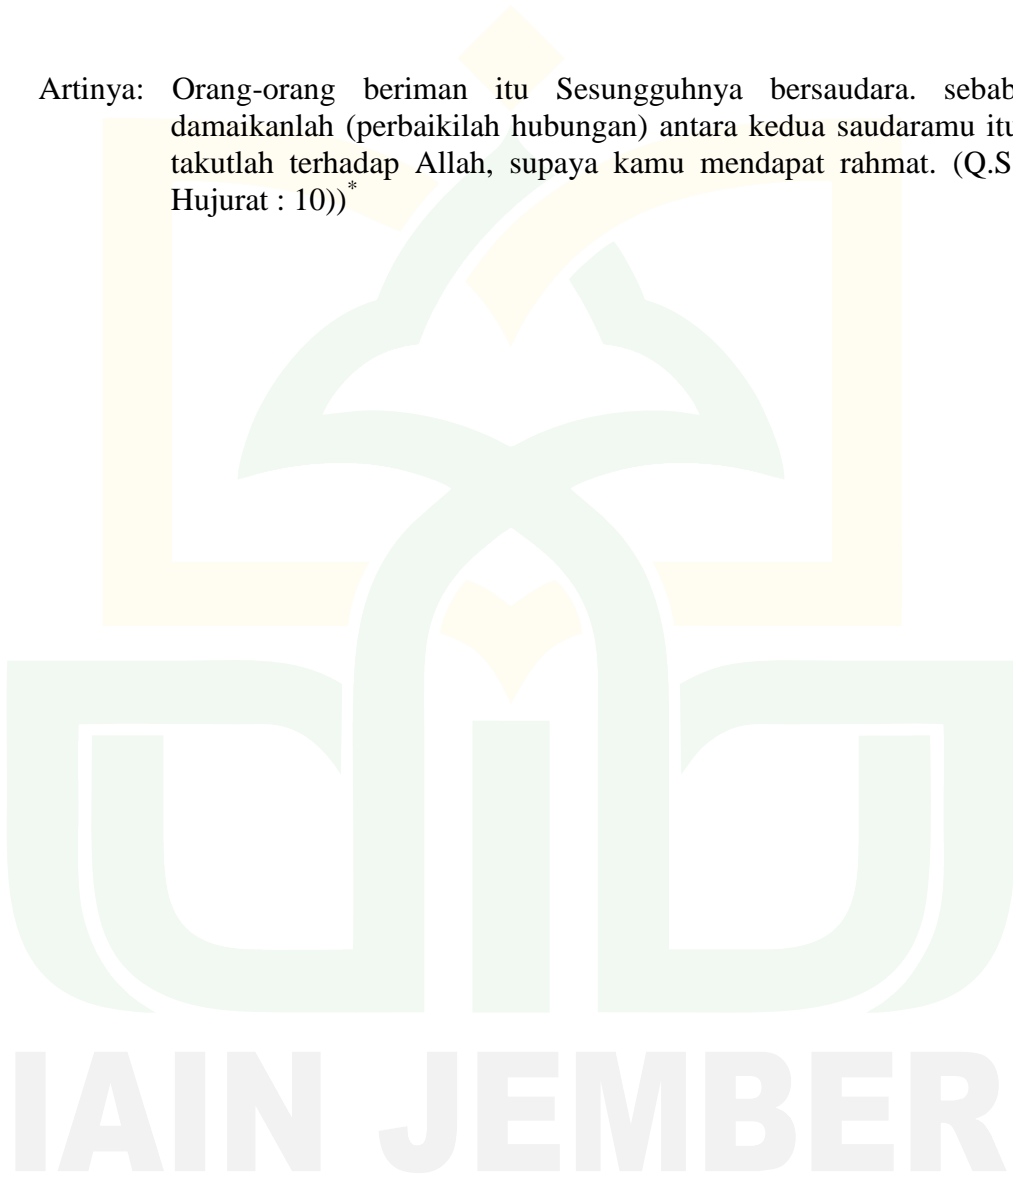 Artinya: Orang-orang beriman itu Sesungguhnya bersaudara. sebab
damaikanlah (perbaikilah hubungan) antara kedua saudaramu itu
takutlah terhadap Allah, supaya kamu mendapat rahmat. (Q.S
Hujurat : 10))*
IAIN JEMBER